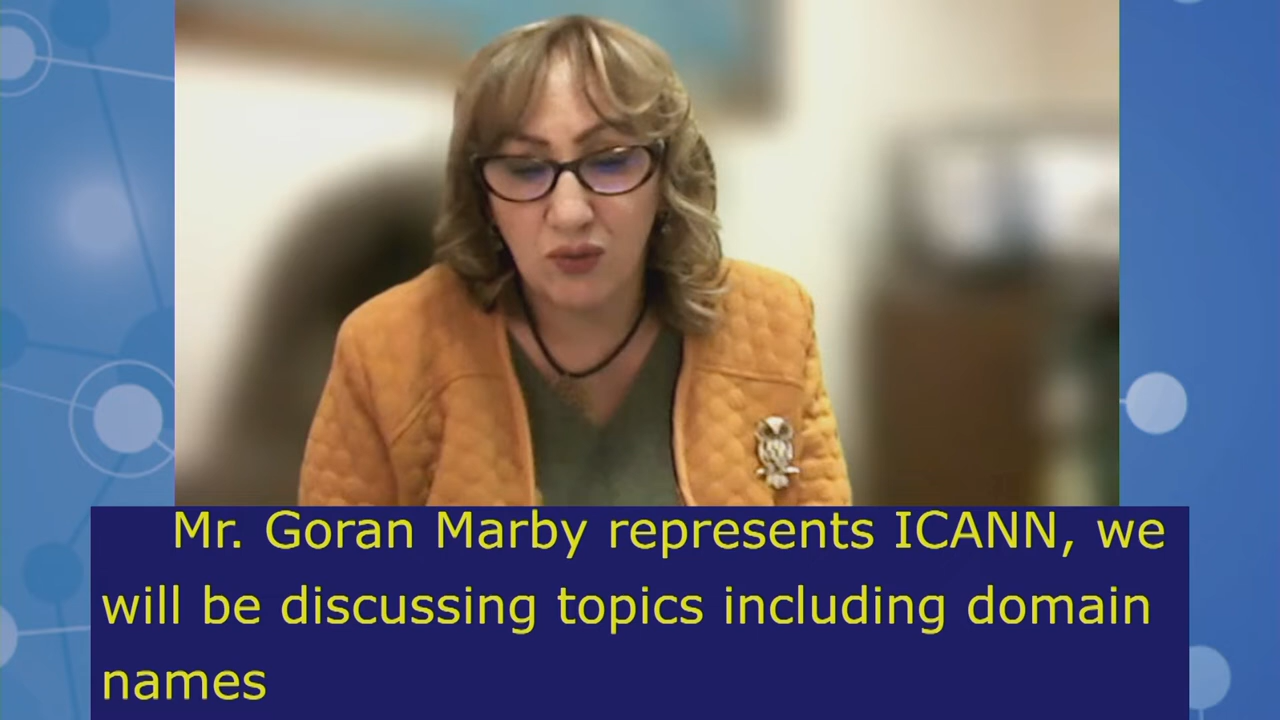 Mr. Goran Marby represents ICANN, we
will be discussing topics including domain
names